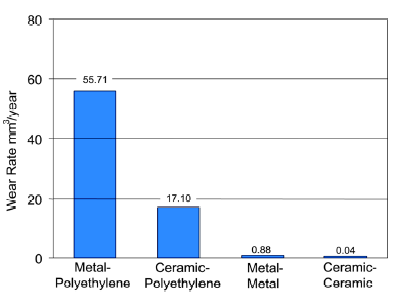 80
60
40
20
0
Wear Rate mm³/year
55.71
17.10
0.88
0.04
Metal-
Polyethylene
Ceramic-
Polyethylene
Metal-
Metal
Ceramic-
Ceramic